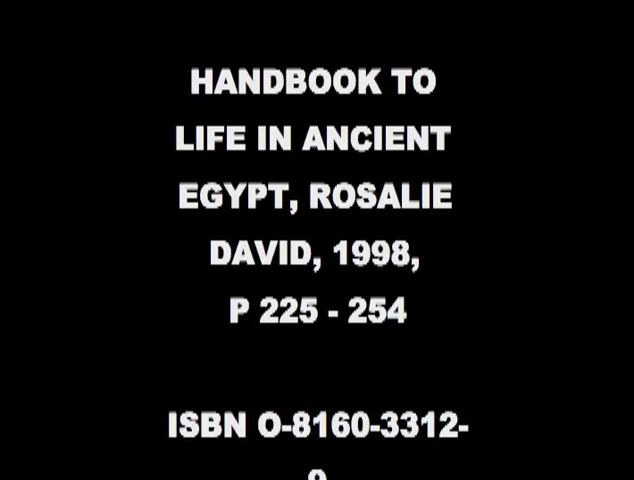 HANDBOOK TO
LIFE IN ANCIENT
EGYPT, ROSALIE
DAVID, 1998,
P 225 - 254
ISBN O-8160-3312-